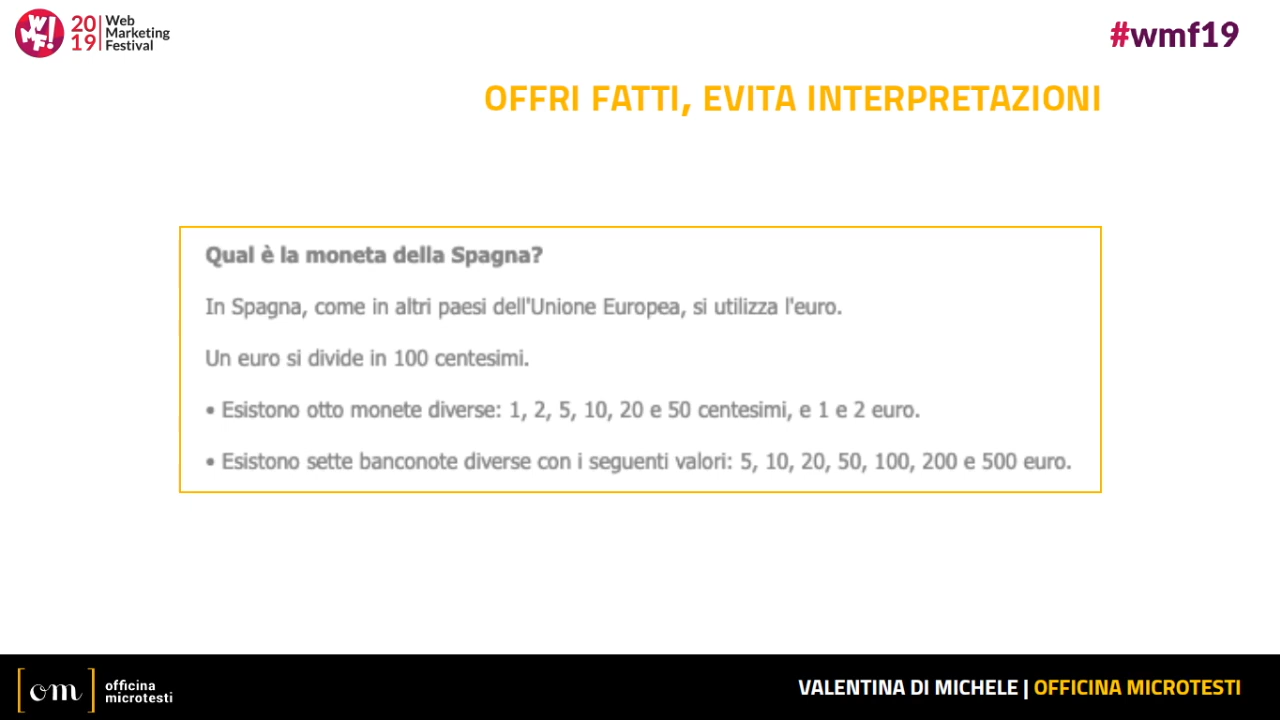 WMF!
2019
Web
Marketing
Festival
#wmf19
OFFRI FATTI, EVITA INTERPRETAZIONI
Qual è la moneta della Spagna?
In Spagna, come in altri paesi dell'Unione Europea, si utilizza l'euro.
Un euro si divide in 100 centesimi.
• Esistono otto monete diverse: 1, 2, 5, 10, 20 e 50 centesimi, e 1 e 2 euro.
• Esistono sette banconote diverse con i seguenti valori: 5, 10, 20, 50, 100, 200 e 500 euro.
[om] officina
microtesti
VALENTINA DI MICHELE | OFFICINA MICROTESTI